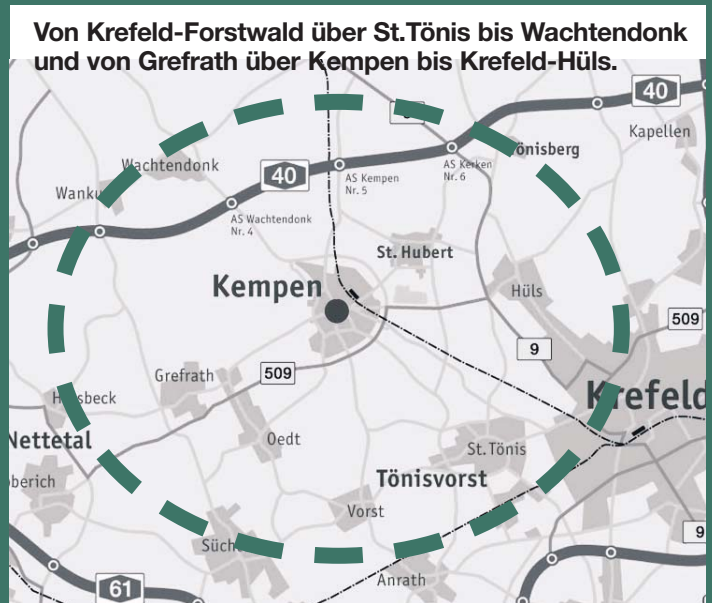 Von Krefeld-Forstwald über St.Tönis bis Wachtendonk
und von Grefrath über Kempen bis Krefeld-Hüls.
40
Kapellen
Tönisberg
Wachtendonk
40
AS Kempen
Nr. 5
AS Kerken
Nr. 6
AS Wachtendonk
Nr. 4
St. Hubert
Kempen
Hüls
509
9
Grefrath
509
Krefeld
Nettetal
Oedt
St.Tönis
Tönisvorst
Vorst
9
Anrath
61